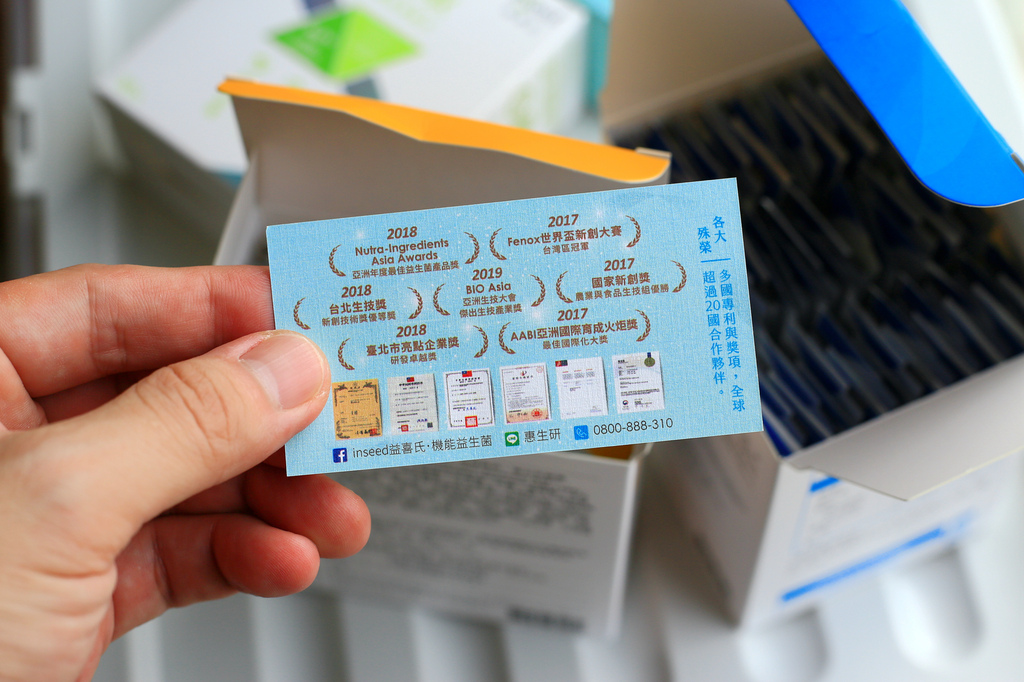 各大
殊榮
多國專利與獎項，全球
超過20國合作夥伴。
2018
Nutra-Ingredients
Asia Awards
亞洲年度最佳益生菌產品獎
2017
Fenox世界盃新創大賽
台灣區冠軍
2018
台北生技獎
新創技術獎優等獎
2019
BIO Asia
亞洲生技大會
傑出生技產業獎
2017
國家新創獎
農業與食品生技組優勝
2018
臺北市亮點企業獎
研發卓越獎
2017
AABI亞洲國際育成火炬獎
最佳國際化大獎
inseed益喜氏·機能益生菌 惠生研 0800-888-310